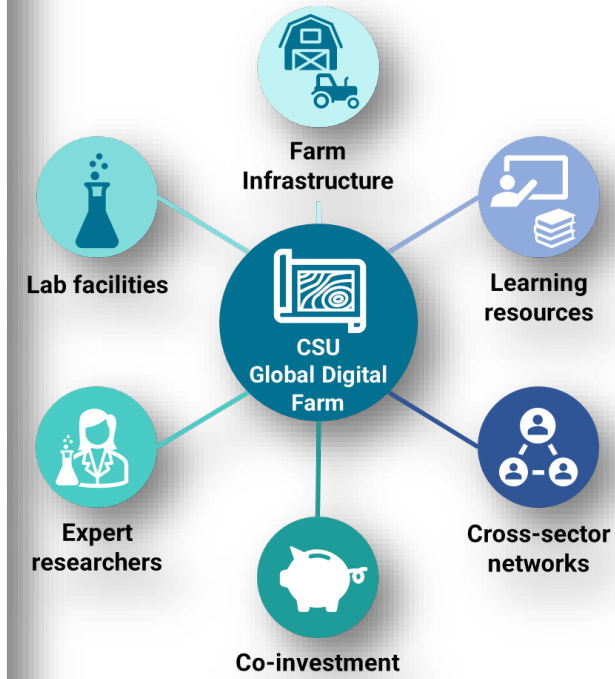 Farm
Infrastructure
Lab facilities
Learning
resources
CSU
Global Digital
Farm
Expert
researchers
Cross-sector
networks
Co-investment